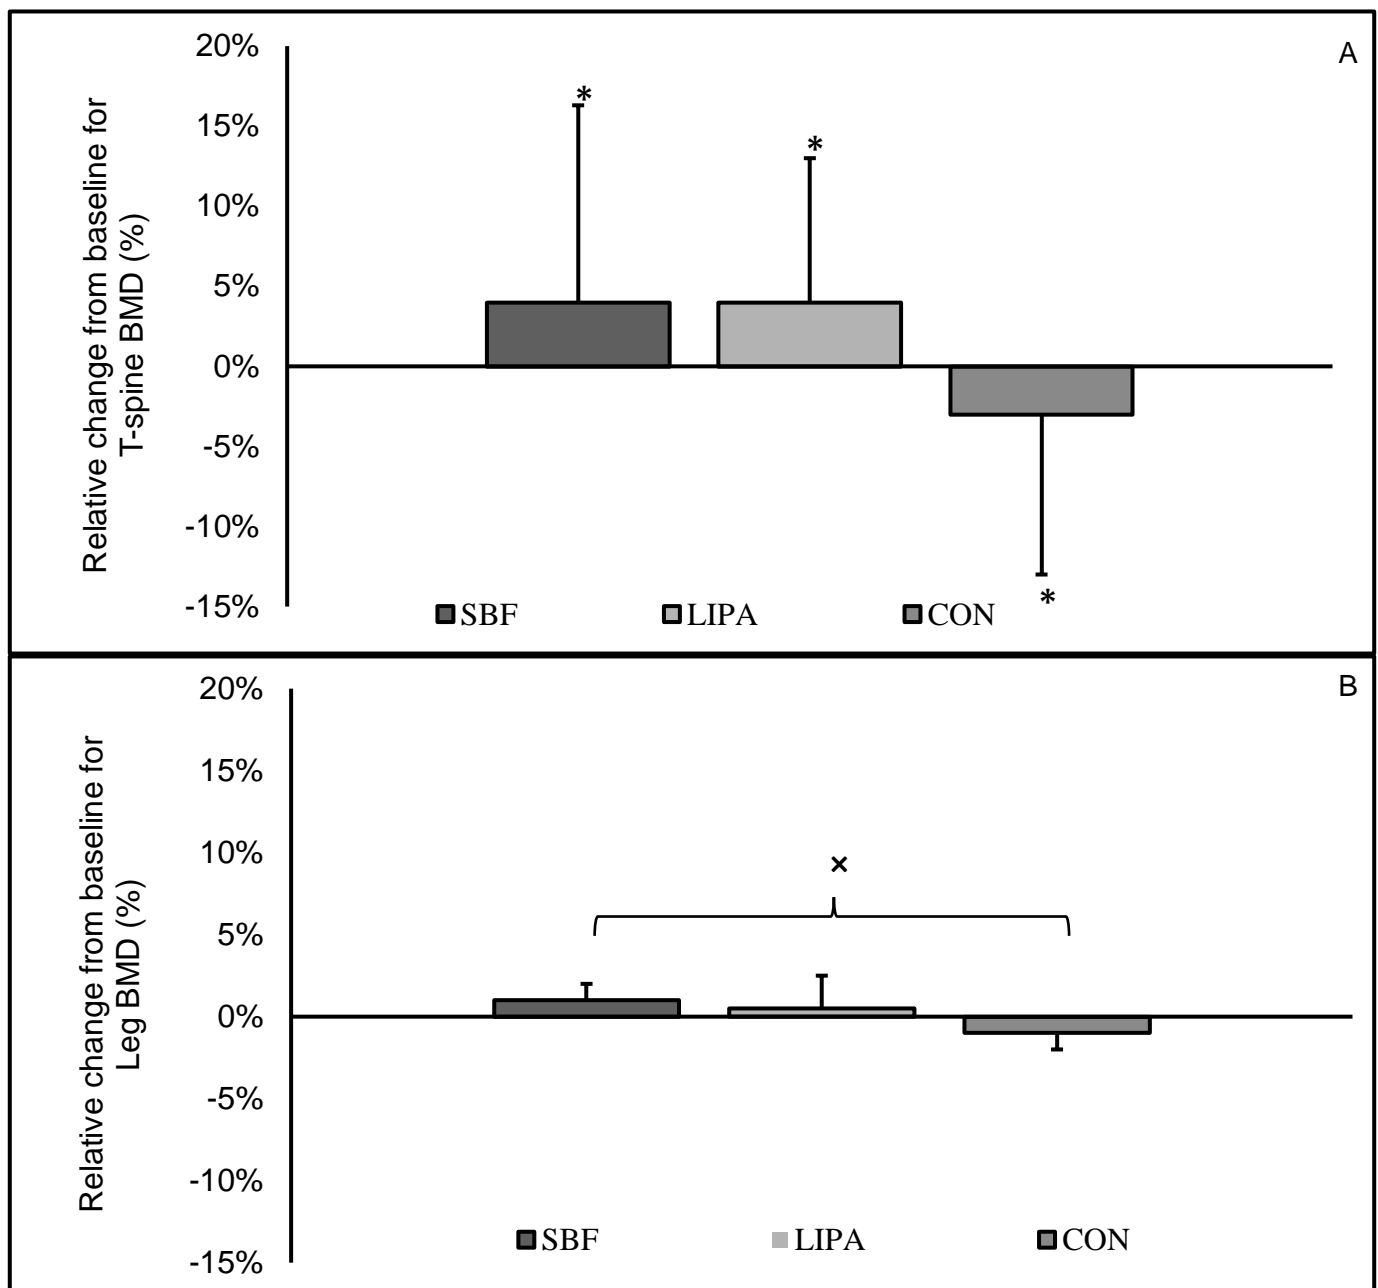 A
20%
15%
10%
5%
0%
-5%
-10%
-15%
Relative change from baseline for
T-spine BMD (%)
*
*
*
SBF
LIPA
CON
B
20%
15%
10%
5%
0%
-5%
-10%
-15%
Relative change from baseline for
Leg BMD (%)
×
SBF
LIPA
CON